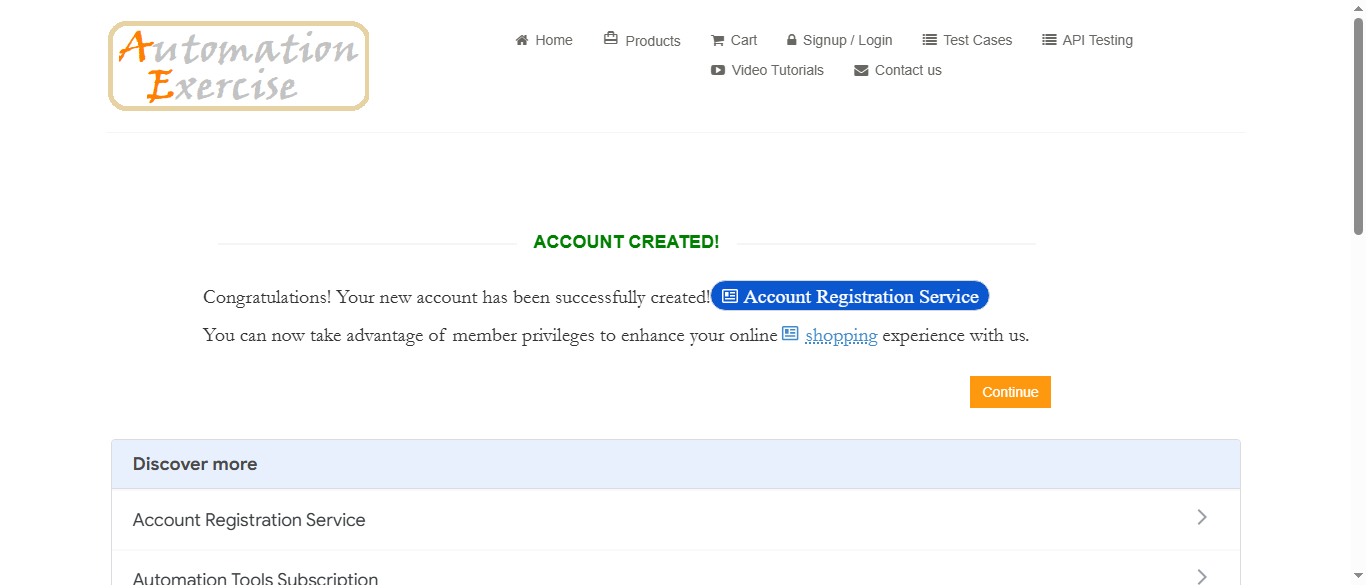 Automation
Exercise
Home
Products
Cart
Signup / Login
Test Cases
API Testing
Video Tutorials
Contact us
ACCOUNT CREATED!
Congratulations! Your new account has been successfully created! Account Registration Service
You can now take advantage of member privileges to enhance your online shopping experience with us.
Continue
Discover more
Account Registration Service
Automation Tools Subscription